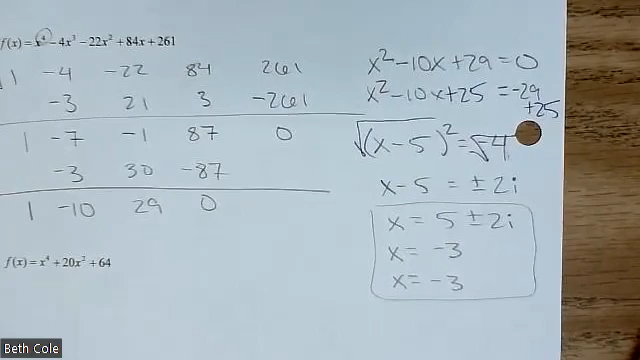 f(x) = x⁴ – 4x³ – 22x² + 84x + 261
1 -4 -22 84 261
-3 21 3 -261
1 -7 -1 87 0
-3 30 -87
1 -10 29 0
f(x) = x⁴ + 20x² + 64
x² - 10x + 29 = 0
x² - 10x + 25 = -29
+25
√(x - 5)² = √-4
x - 5 = ± 2i
x = 5 ± 2i
x = -3
x = -3
Beth Cole